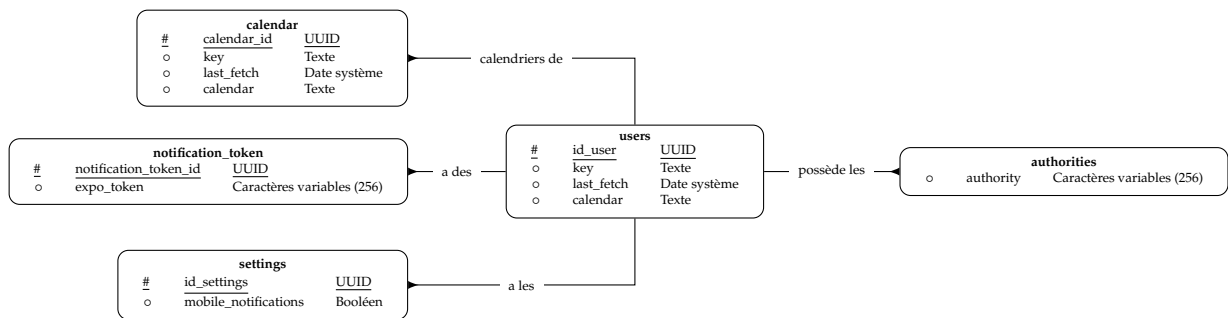 calendar
# calendar_id UUID
○ key Texte
○ last_fetch Date système
○ calendar Texte
calendriers de
notification_token
# notification_token_id UUID
○ expo_token Caractères variables (256)
a des
users
# id_user UUID
○ key Texte
○ last_fetch Date système
○ calendar Texte
possède les
authorities
○ authority Caractères variables (256)
settings
# id_settings UUID
○ mobile_notifications Booléen
a les